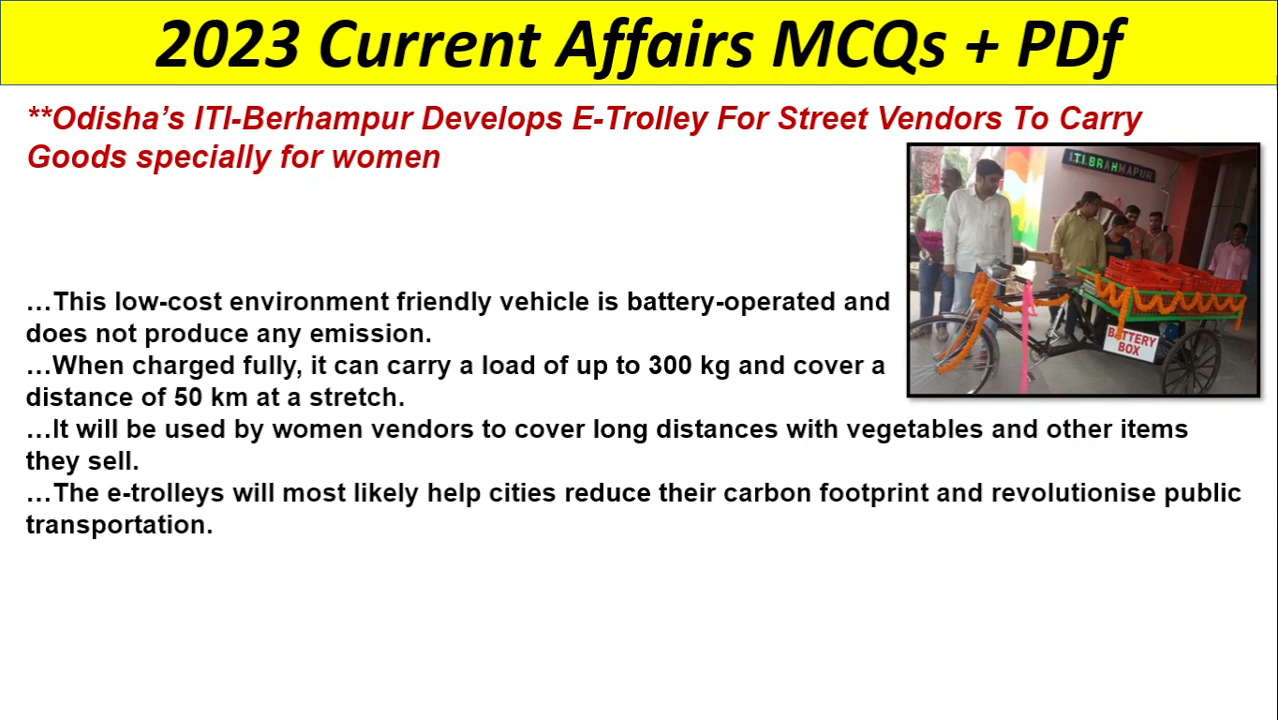 2023 Current Affairs MCQs + PDf
**Odisha's ITI-Berhampur Develops E-Trolley For Street Vendors To Carry
Goods specially for women
I.T.I.BRAHMAPUR
…This low-cost environment friendly vehicle is battery-operated and
does not produce any emission.
…When charged fully, it can carry a load of up to 300 kg and cover a
distance of 50 km at a stretch.
BATTERY
BOX
…It will be used by women vendors to cover long distances with vegetables and other items
they sell.
…The e-trolleys will most likely help cities reduce their carbon footprint and revolutionise public
transportation.